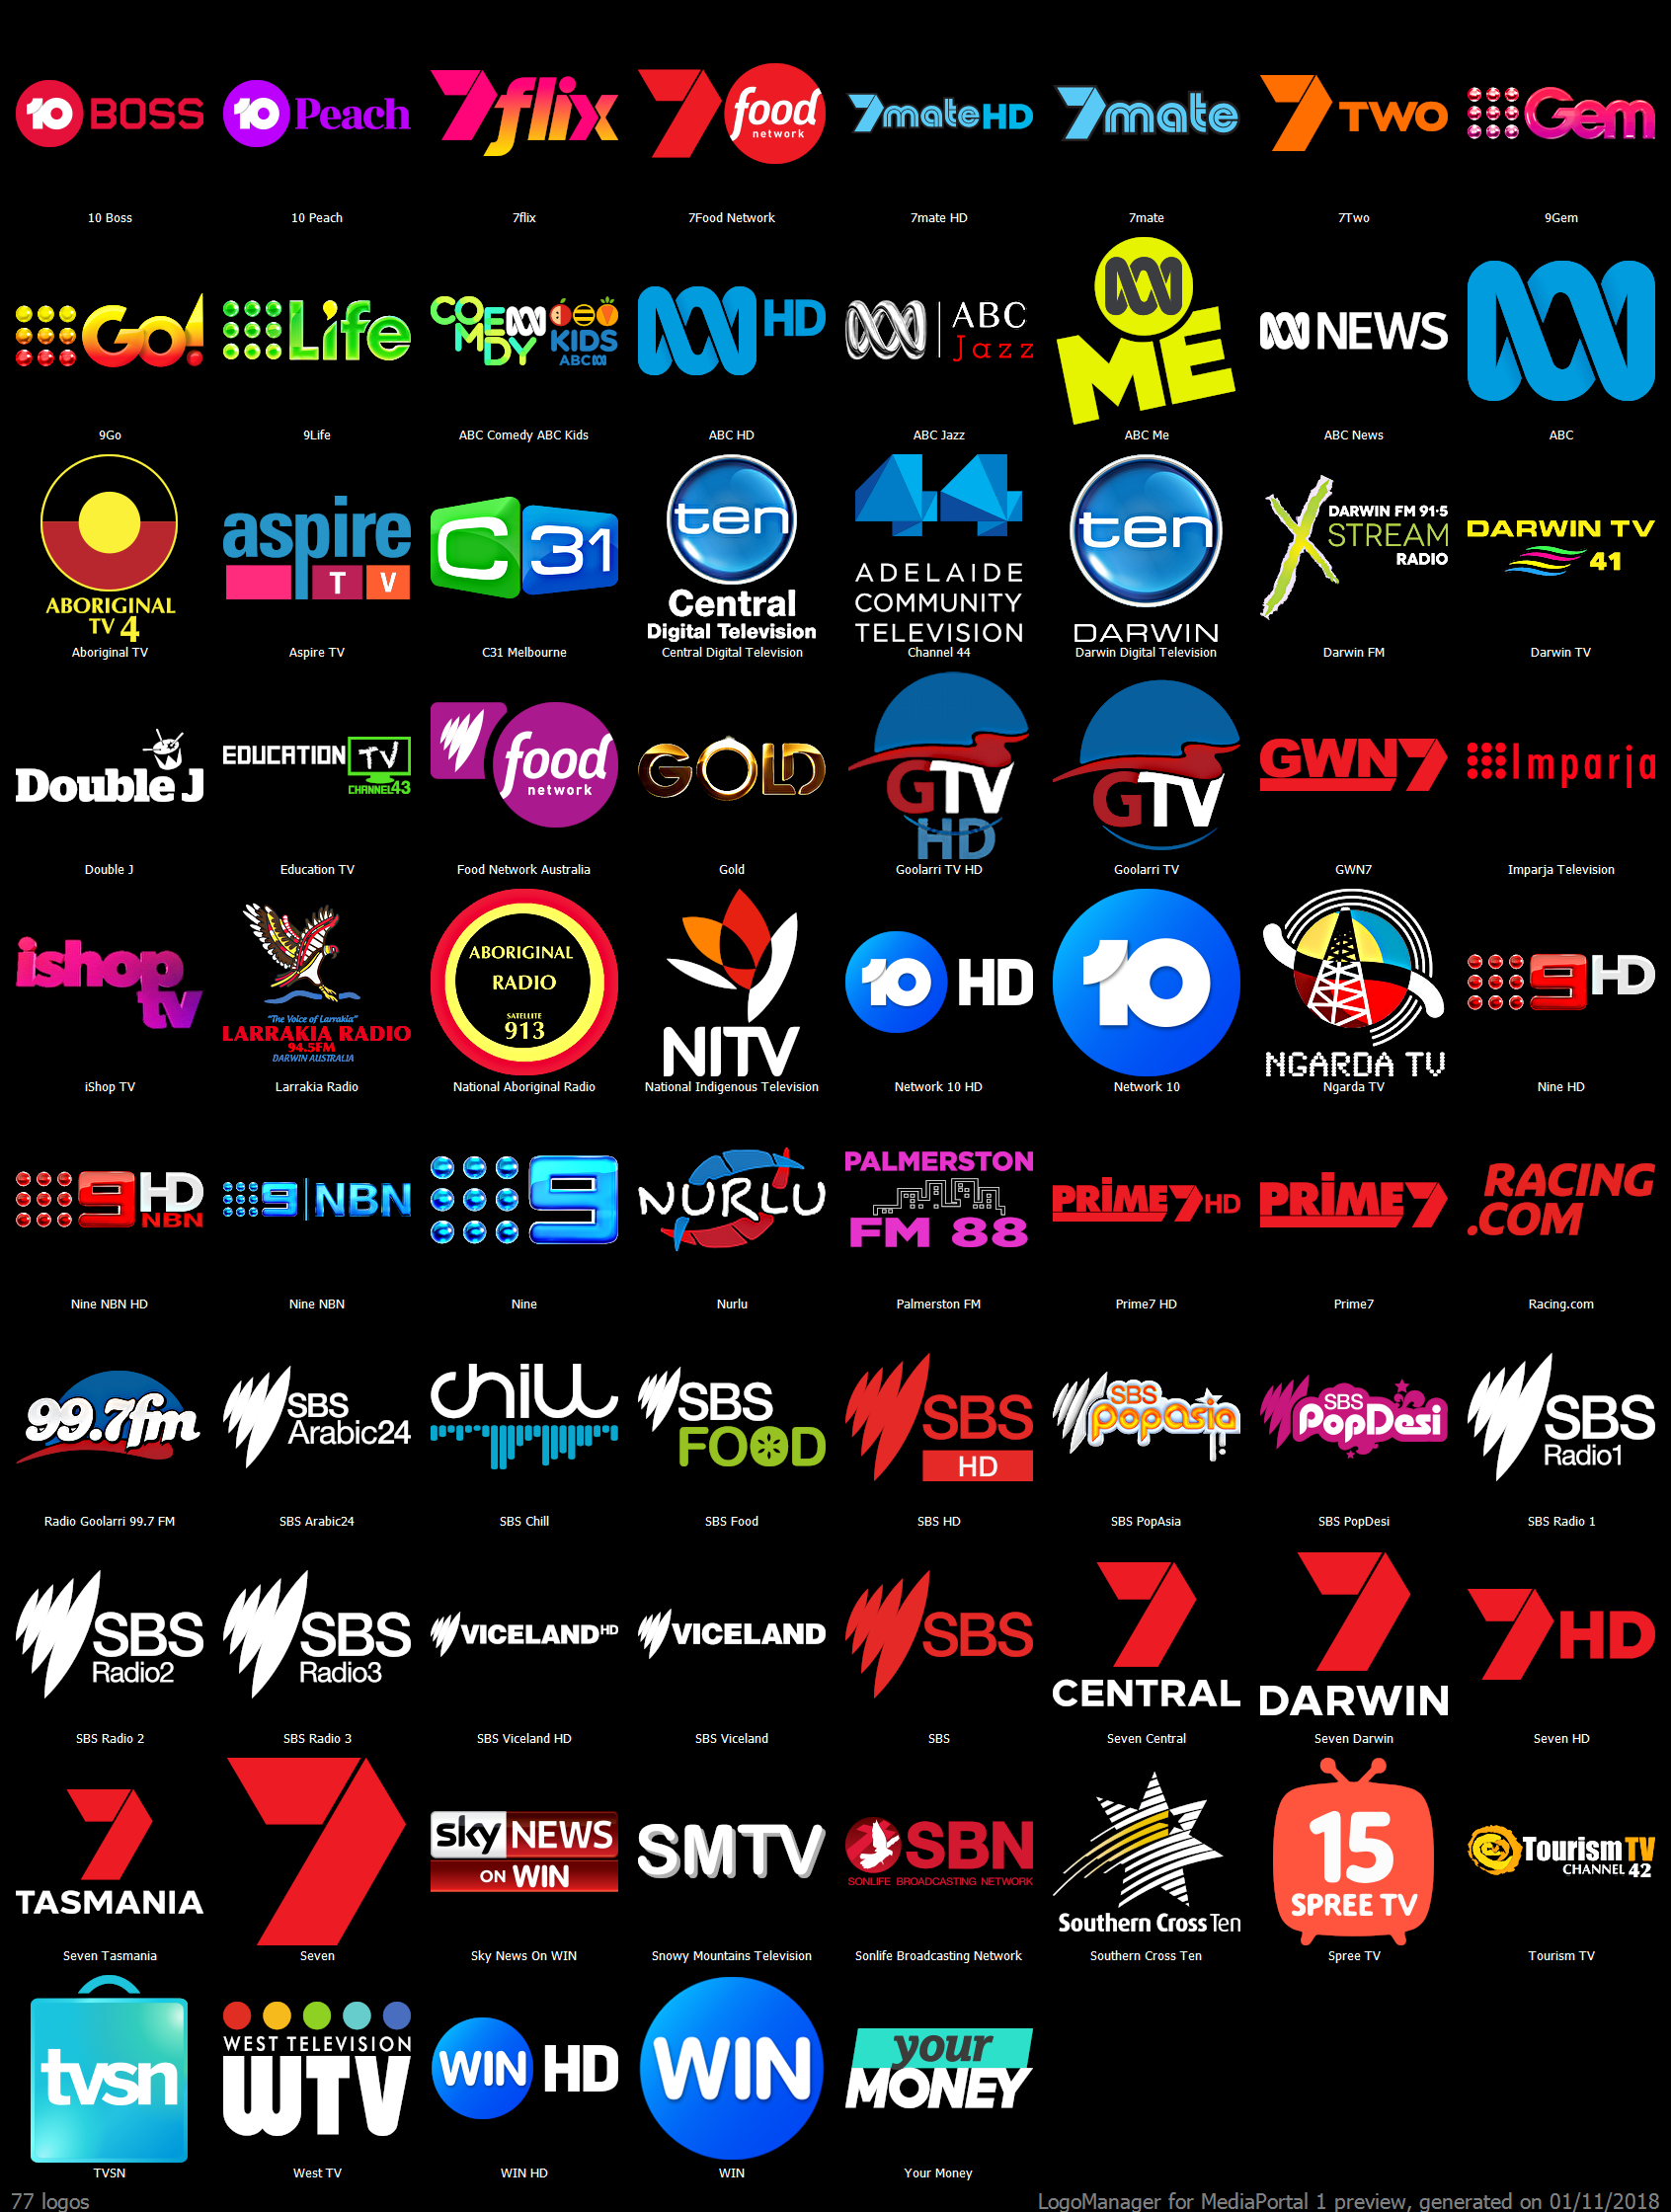 10 BOSS
10 Peach
7flix
7 food network
7mate HD
7mate
7 TWO
Gem
10 Boss
10 Peach
7flix
7Food Network
7mate HD
7mate
7Two
9Gem
Go!
Life
COMEDY KIDS ABC
HD
ABC Jazz
ME
NEWS
9Go
9Life
ABC Comedy ABC Kids
ABC HD
ABC Jazz
ABC Me
ABC News
ABC
ABORIGINAL
TV 4
aspire
TV
C 31
ten
Central
Digital Television
44
ADELAIDE
COMMUNITY
TELEVISION
ten
DARWIN
DARWIN FM 91·5
XSTREAM
RADIO
DARWIN TV
41
Aboriginal TV
Aspire TV
C31 Melbourne
Central Digital Television
Channel 44
Darwin Digital Television
Darwin FM
Darwin TV
Double J
EDUCATION TV
CHANNEL43
food
network
GOLD
GTV
HD
GTV
GWN7
Imparja
Double J
Education TV
Food Network Australia
Gold
Goolarri TV HD
Goolarri TV
GWN7
Imparja Television
ishop
tv
"The Voice of Larrakia"
LARRAKIA RADIO
94.5FM
DARWIN AUSTRALIA
ABORIGINAL
RADIO
SATELLITE
913
NITV
10 HD
10
NGARDA TV
9HD
iShop TV
Larrakia Radio
National Aboriginal Radio
National Indigenous Television
Network 10 HD
Network 10
Ngarda TV
Nine HD
9HD
NBN
9 NBN
9
NURLU
PALMERSTON
FM 88
PRIME7 HD
PRIME7
RACING
.COM
Nine NBN HD
Nine NBN
Nine
Nurlu
Palmerston FM
Prime7 HD
Prime7
Racing.com
99.7fm
SBS
Arabic24
chill
SBS
FOOD
SBS
HD
SBS
PopAsia
SBS
PopDesi
SBS
Radio1
Radio Goolarri 99.7 FM
SBS Arabic24
SBS Chill
SBS Food
SBS HD
SBS PopAsia
SBS PopDesi
SBS Radio 1
SBS
Radio2
SBS
Radio3
VICELAND HD
VICELAND
SBS
7
CENTRAL
7
DARWIN
7HD
SBS Radio 2
SBS Radio 3
SBS Viceland HD
SBS Viceland
SBS
Seven Central
Seven Darwin
Seven HD
7
TASMANIA
7
sky NEWS
ON WIN
SMTV
SBN
SONLIFE BROADCASTING NETWORK
Southern Cross Ten
15
SPREE TV
Tourism TV
CHANNEL 42
Seven Tasmania
Seven
Sky News On WIN
Snowy Mountains Television
Sonlife Broadcasting Network
Southern Cross Ten
Spree TV
Tourism TV
tvsn
WEST TELEVISION
WTV
WIN HD
WIN
your
MONEY
TVSN
West TV
WIN HD
WIN
Your Money
77 logos
LogoManager for MediaPortal 1 preview, generated on 01/11/2018